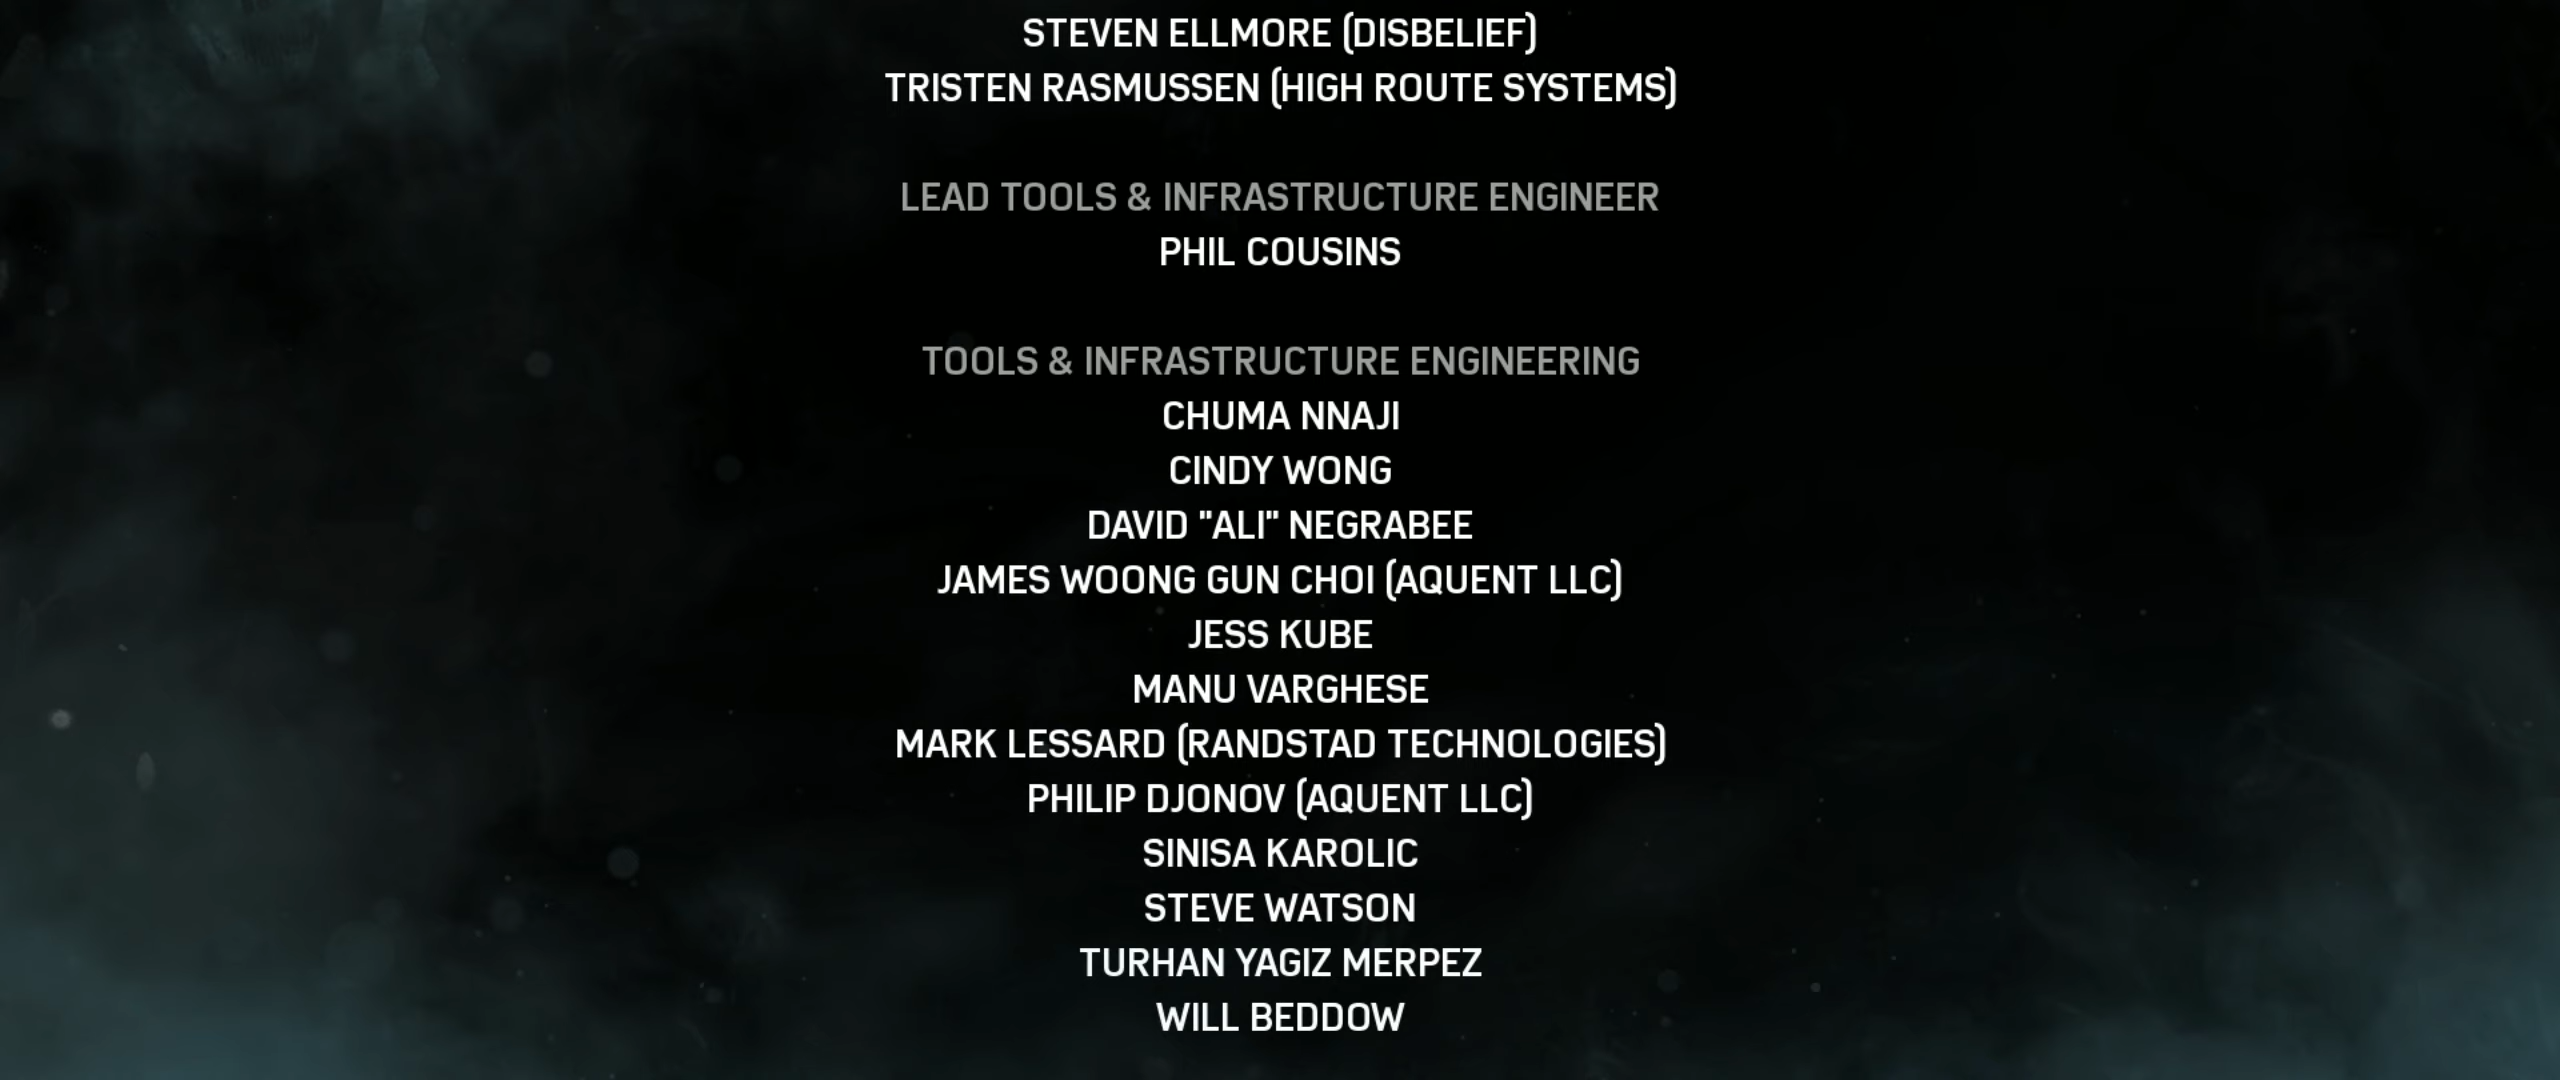 STEVEN ELLMORE (DISBELIEF)
TRISTEN RASMUSSEN (HIGH ROUTE SYSTEMS)
LEAD TOOLS & INFRASTRUCTURE ENGINEER
PHIL COUSINS
TOOLS & INFRASTRUCTURE ENGINEERING
CHUMA NNAJI
CINDY WONG
DAVID "ALI" NEGRABEE
JAMES WOONG GUN CHOI (AQUENT LLC)
JESS KUBE
MANU VARGHESE
MARK LESSARD (RANDSTAD TECHNOLOGIES)
PHILIP DJONOV (AQUENT LLC)
SINISA KAROLIC
STEVE WATSON
TURHAN YAGIZ MERPEZ
WILL BEDDOW